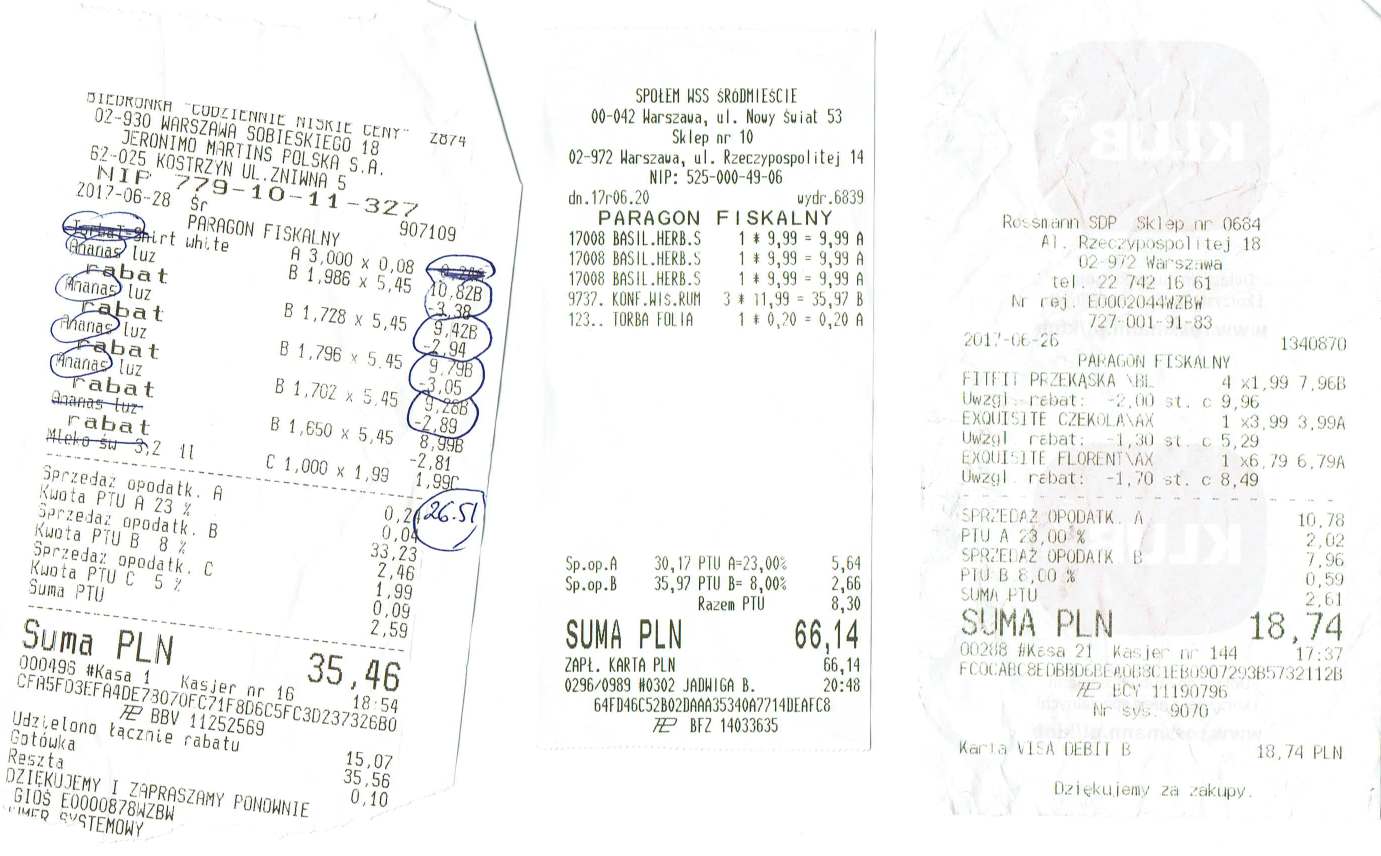 BIEDRONKA "CODZIENNIE NISKIE CENY" 2874
02-930 WARSZAWA SOBIESKIEGO 18
JERONIMO MARTINS POLSKA S.A.
62-025 KOSTRZYN UL.ZNIWNA 5
NIP 779-10-11-327
2017-06-28 Śr 907109
PARAGON FISKALNY
shirt white A 3,000 x 0,08
Ananas luz B 1,986 x 5,45 10,82B
rabat -3,38
Ananas luz B 1,728 x 5,45 9,42B
rabat -2,94
Ananas luz B 1,796 x 5,45 9,79B
rabat -3,05
Ananas luz B 1,702 x 5,45 9,28B
rabat -2,89
Ananas luz B 1,650 x 5,45 8,99B
rabat -2,81
Mleko św 3,2 1l C 1,000 x 1,99 1,99C
Sprzedaż opodatk. A 0,24
26.51
Kwota PTU A 23 % 0,04
Sprzedaż opodatk. B 33,23
Kwota PTU B 8 % 2,46
Sprzedaż opodatk. C 1,99
Kwota PTU C 5 % 0,09
Suma PTU 2,59
Suma PLN 35,46
000496 #Kasa 1 Kasjer nr 16 18:54
CFA5FD3EFA4DE73070FC71F8D6C5FC3D237326B0
BBV 11252569
Udzielono łącznie rabatu 15,07
Gotówka 35,56
Reszta 0,10
DZIĘKUJEMY I ZAPRASZAMY PONOWNIE
GIOŚ E0000878WZBW
NUMER SYSTEMOWY
SPOŁEM WSS ŚRÓDMIEŚCIE
00-042 Warszawa, ul. Nowy Świat 53
Sklep nr 10
02-972 Warszawa, ul. Rzeczypospolitej 14
NIP: 525-000-49-06
dn.17r06.20 wydr.6839
PARAGON FISKALNY
17008 BASIL.HERB.S 1 * 9,99 = 9,99 A
17008 BASIL.HERB.S 1 * 9,99 = 9,99 A
17008 BASIL.HERB.S 1 * 9,99 = 9,99 A
9737. KONF.WIS.RUM 3 * 11,99 = 35,97 B
123.. TORBA FOLIA 1 * 0,20 = 0,20 A
Sp.op.A 30,17 PTU A=23,00% 5,64
Sp.op.B 35,97 PTU B= 8,00% 2,66
Razem PTU 8,30
SUMA PLN 66,14
ZAPŁ. KARTA PLN 66,14
0296/0989 #0302 JADWIGA B. 20:48
64FD46C52B02DAAA35340A7714DEAFC8
BFZ 14033635
KLUB
Rossmann SDP Sklep nr 0684
Al. Rzeczypospolitej 18
02-972 Warszawa
tel. 22 742 16 61
Nr rej. E0002044WZBW
727-001-91-83
2017-06-26 1340870
PARAGON FISKALNY
FITFIT PRZEKĄSKA \BL 4 x1,99 7,96B
Uwzgl. rabat: -2,00 st. c 9,96
EXQUISITE CZEKOLA\AX 1 x3,99 3,99A
Uwzgl. rabat: -1,30 st. c 5,29
EXQUISITE FLORENT\AX 1 x6,79 6,79A
Uwzgl. rabat: -1,70 st. c 8,49
SPRZEDAŻ OPODATK. A 10,78
PTU A 23,00 % 2,02
SPRZEDAŻ OPODATK. B 7,96
PTU B 8,00 % 0,59
SUMA PTU 2,61
SUMA PLN 18,74
00288 #Kasa 21 Kasjer nr 144 17:37
BCY 11190796
Nr sys. 9070
Karta VISA DEBIT B 18,74 PLN
Dziękujemy za zakupy.